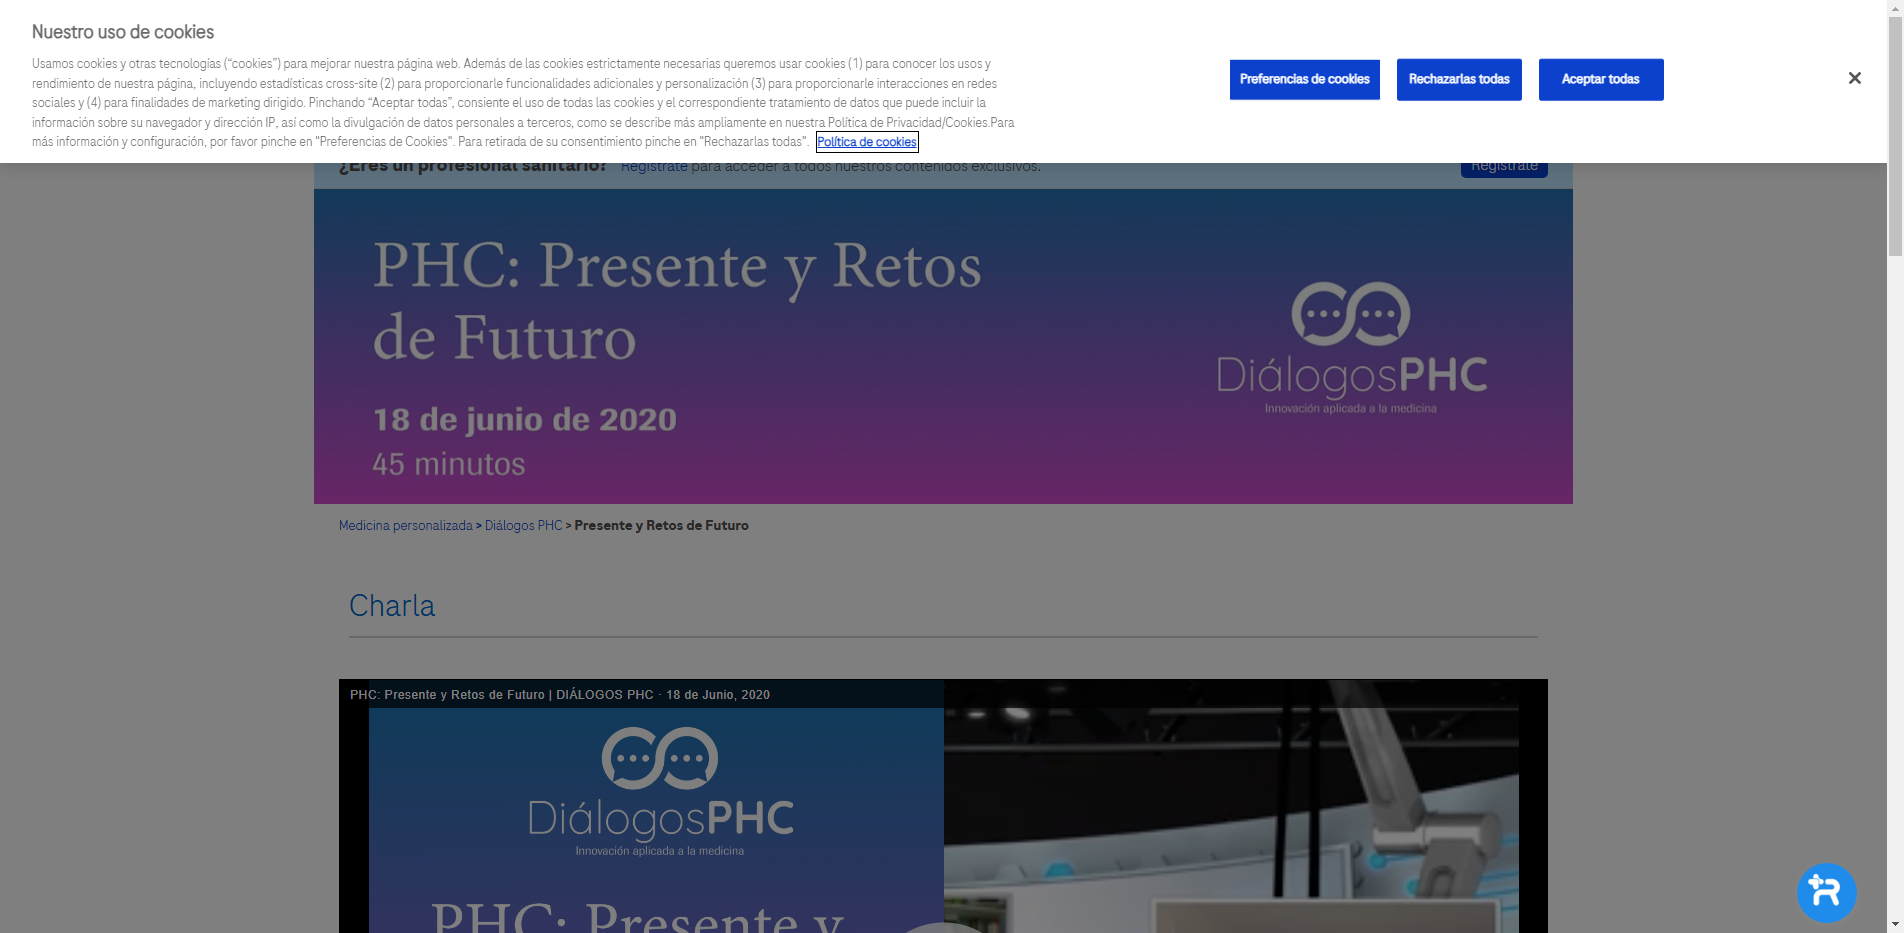 Nuestro uso de cookies
Usamos cookies y otras tecnologías (“cookies”) para mejorar nuestra página web. Además de las cookies estrictamente necesarias queremos usar cookies (1) para conocer los usos y
rendimiento de nuestra página, incluyendo estadísticas cross-site (2) para proporcionarle funcionalidades adicionales y personalización (3) para proporcionarle interacciones en redes
sociales y (4) para finalidades de marketing dirigido. Pinchando “Aceptar todas”, consiente el uso de todas las cookies y el correspondiente tratamiento de datos que puede incluir la
información sobre su navegador y dirección IP, así como la divulgación de datos personales a terceros, como se describe más ampliamente en nuestra Política de Privacidad/Cookies.Para
más información y configuración, por favor pinche en "Preferencias de Cookies". Para retirada de su consentimiento pinche en "Rechazarlas todas". Política de cookies
Preferencias de cookies
Rechazarlas todas
Aceptar todas
¿Eres un profesional sanitario? Regístrate para acceder a todos nuestros contenidos exclusivos.
Regístrate
PHC: Presente y Retos
de Futuro
18 de junio de 2020
45 minutos
DiálogosPHC
Innovación aplicada a la medicina
Medicina personalizada > Diálogos PHC > Presente y Retos de Futuro
Charla
PHC: Presente y Retos de Futuro | DIÁLOGOS PHC · 18 de Junio, 2020
DiálogosPHC
Innovación aplicada a la medicina
PHC: Presente y